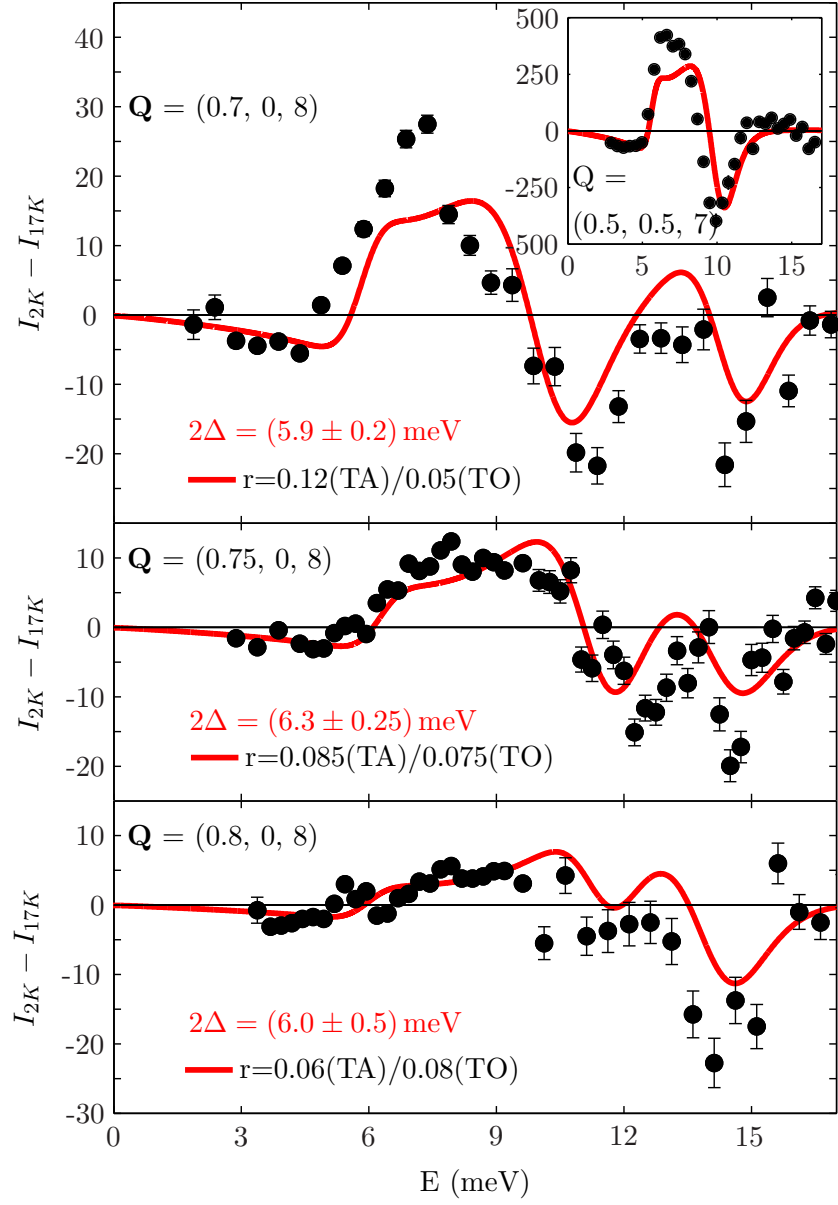 40
30
20
10
0
-10
-20
I2K − I17K
Q = (0.7, 0, 8)
2Δ = (5.9 ± 0.2) meV
r=0.12(TA)/0.05(TO)
500
250
0
-250
-500
Q =
(0.5, 0.5, 7)
0 5 10 15
10
0
-10
-20
I2K − I17K
Q = (0.75, 0, 8)
2Δ = (6.3 ± 0.25) meV
r=0.085(TA)/0.075(TO)
10
0
-10
-20
-30
I2K − I17K
Q = (0.8, 0, 8)
2Δ = (6.0 ± 0.5) meV
r=0.06(TA)/0.08(TO)
0 3 6 9 12 15
E (meV)